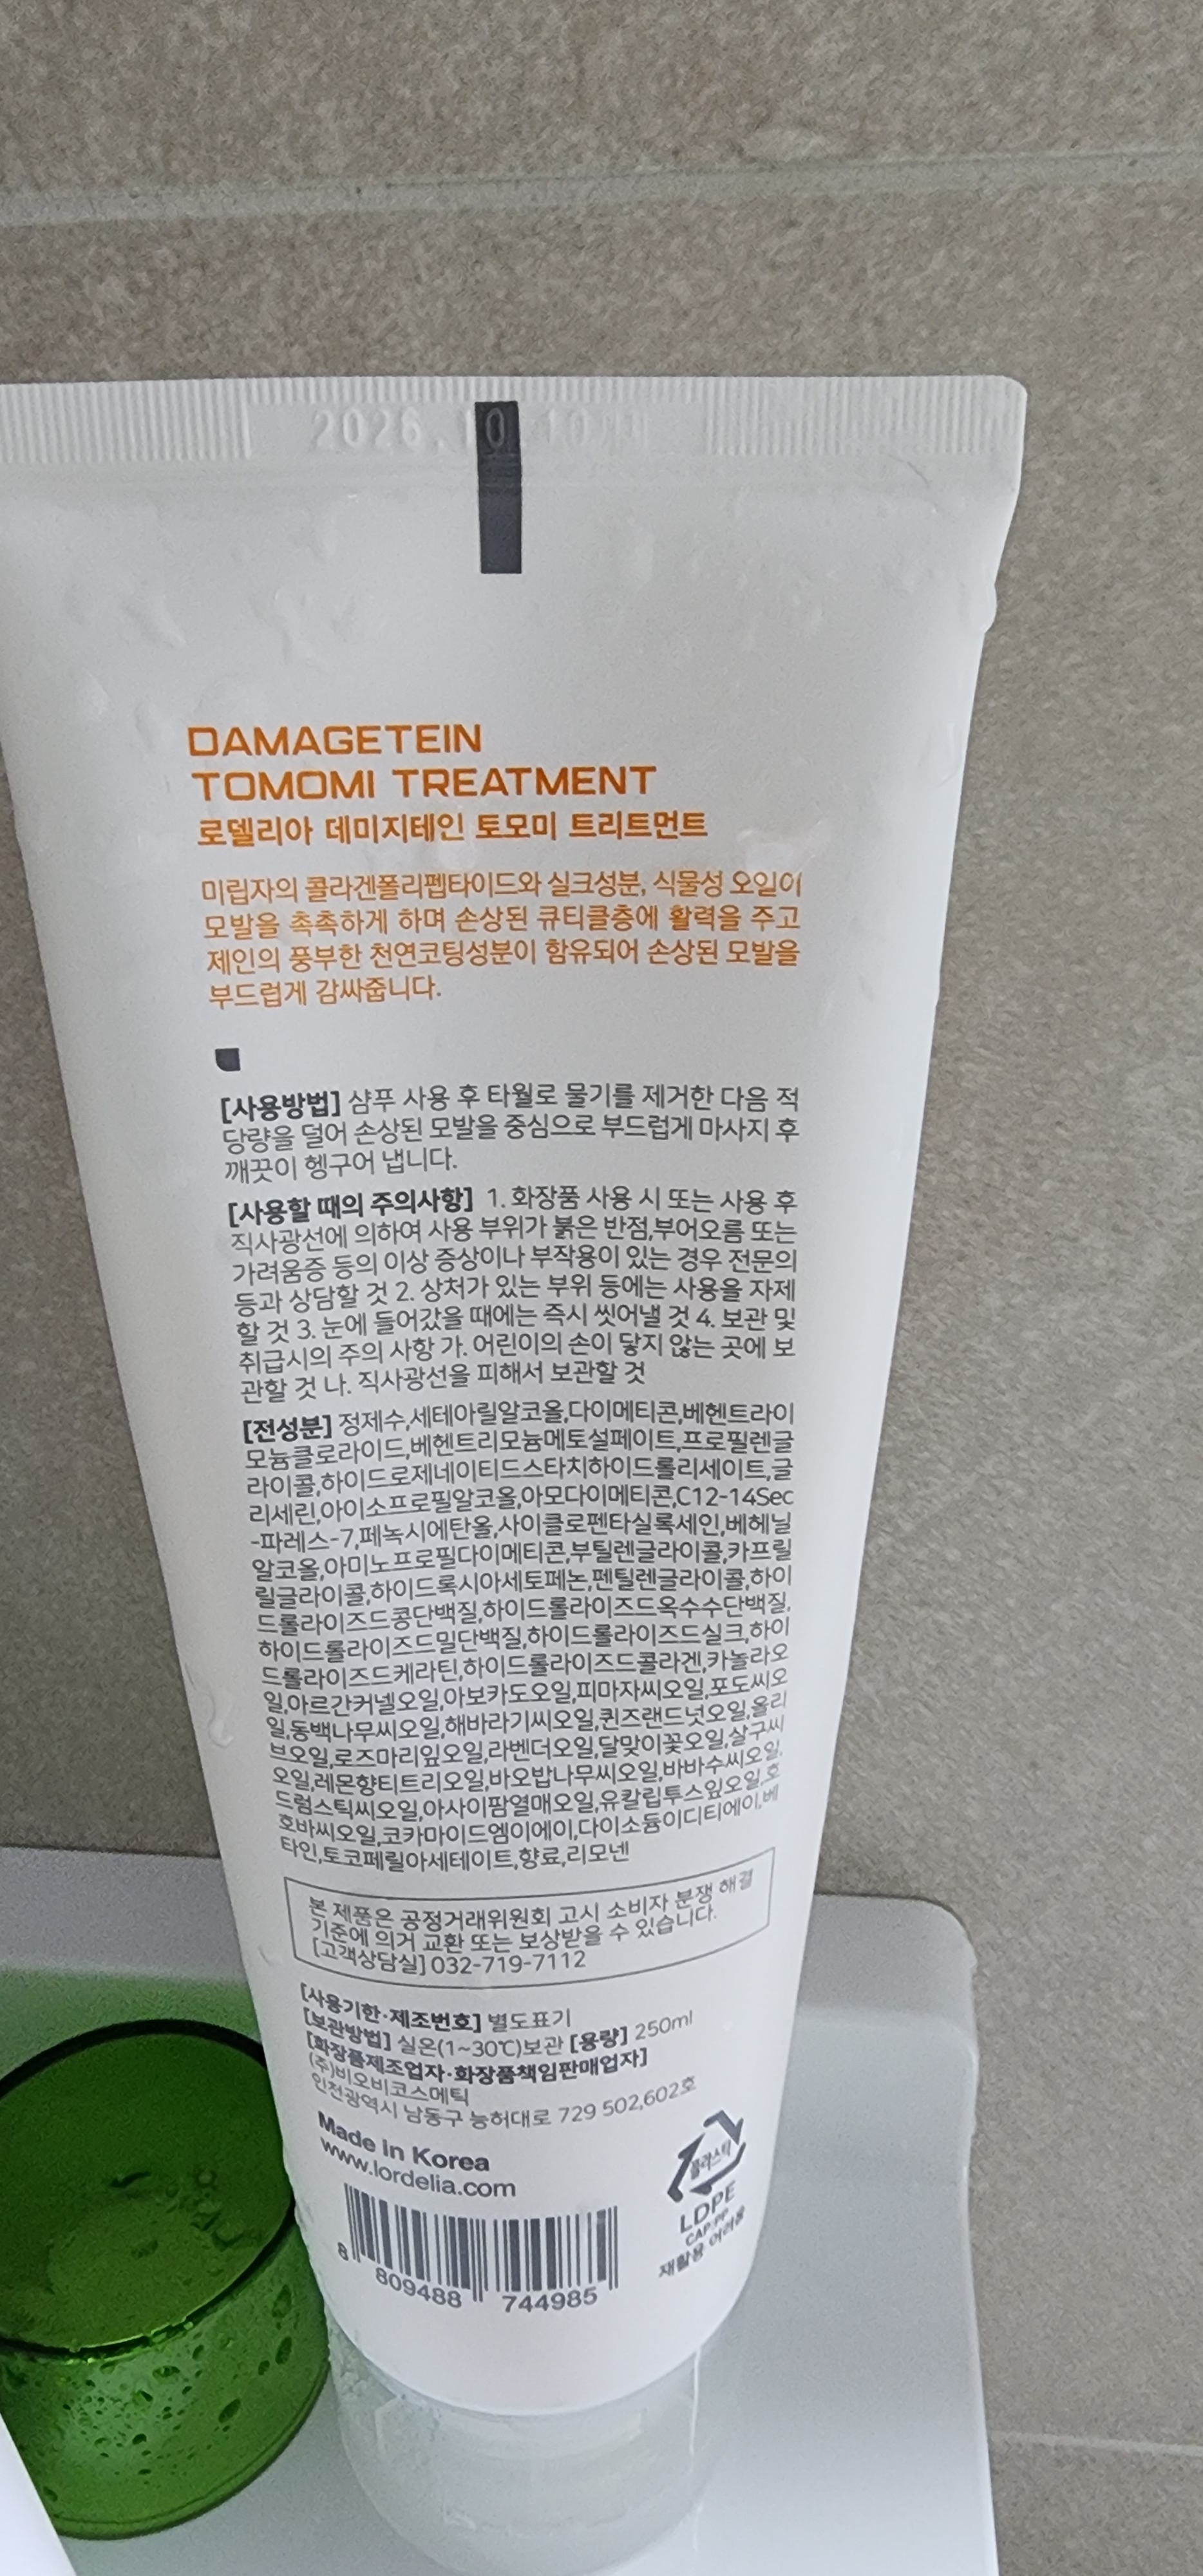 2026.10.10까지
DAMAGETEIN
TOMOMI TREATMENT
로델리아 데미지테인 토모미 트리트먼트
미립자의 콜라겐폴리펩타이드와 실크성분, 식물성 오일이
모발을 촉촉하게 하며 손상된 큐티클층에 활력을 주고
제인의 풍부한 천연코팅성분이 함유되어 손상된 모발을
부드럽게 감싸줍니다.
[사용방법] 샴푸 사용 후 타월로 물기를 제거한 다음 적
당량을 덜어 손상된 모발을 중심으로 부드럽게 마사지 후
깨끗이 헹구어 냅니다.
[사용할 때의 주의사항] 1. 화장품 사용 시 또는 사용 후
직사광선에 의하여 사용 부위가 붉은 반점,부어오름 또는
가려움증 등의 이상 증상이나 부작용이 있는 경우 전문의
등과 상담할 것 2. 상처가 있는 부위 등에는 사용을 자제
할 것 3. 눈에 들어갔을 때에는 즉시 씻어낼 것 4. 보관 및
취급시의 주의 사항 가. 어린이의 손이 닿지 않는 곳에 보
관할 것 나. 직사광선을 피해서 보관할 것
[전성분] 정제수,세테아릴알코올,다이메티콘,베헨트라이
모늄클로라이드,베헨트리모늄메토설페이트,프로필렌글
라이콜,하이드로제네이티드스타치하이드롤리세이트,글
리세린,아이소프로필알코올,아모다이메티콘,C12-14Sec
-파레스-7,페녹시에탄올,사이클로펜타실록세인,베헤닐
알코올,아미노프로필다이메티콘,부틸렌글라이콜,카프릴
릴글라이콜,하이드록시아세토페논,펜틸렌글라이콜,하이
드롤라이즈드콩단백질,하이드롤라이즈드옥수수단백질,
하이드롤라이즈드밀단백질,하이드롤라이즈드실크,하이
드롤라이즈드케라틴,하이드롤라이즈드콜라겐,카놀라오
일,아르간커넬오일,아보카도오일,피마자씨오일,포도씨오
일,동백나무씨오일,해바라기씨오일,퀸즈랜드넛오일,올리
브오일,로즈마리잎오일,라벤더오일,달맞이꽃오일,살구씨
오일,레몬향티트리오일,바오밥나무씨오일,바바수씨오일,
드럼스틱씨오일,아사이팜열매오일,유칼립투스잎오일,호
호바씨오일,코카마이드엠이에이,다이소듐이디티에이,베
타인,토코페릴아세테이트,향료,리모넨
본 제품은 공정거래위원회 고시 소비자 분쟁 해결
기준에 의거 교환 또는 보상받을 수 있습니다.
[고객상담실] 032-719-7112
[사용기한·제조번호] 별도표기
[보관방법] 실온(1~30℃)보관 [용량] 250ml
[화장품제조업자·화장품책임판매업자]
(주)비오비코스메틱
인천광역시 남동구 능허대로 729 502,602호
Made in Korea
www.lordelia.com
플라스틱
LDPE
CAP:PP
재활용 어려움
8 809488 744985